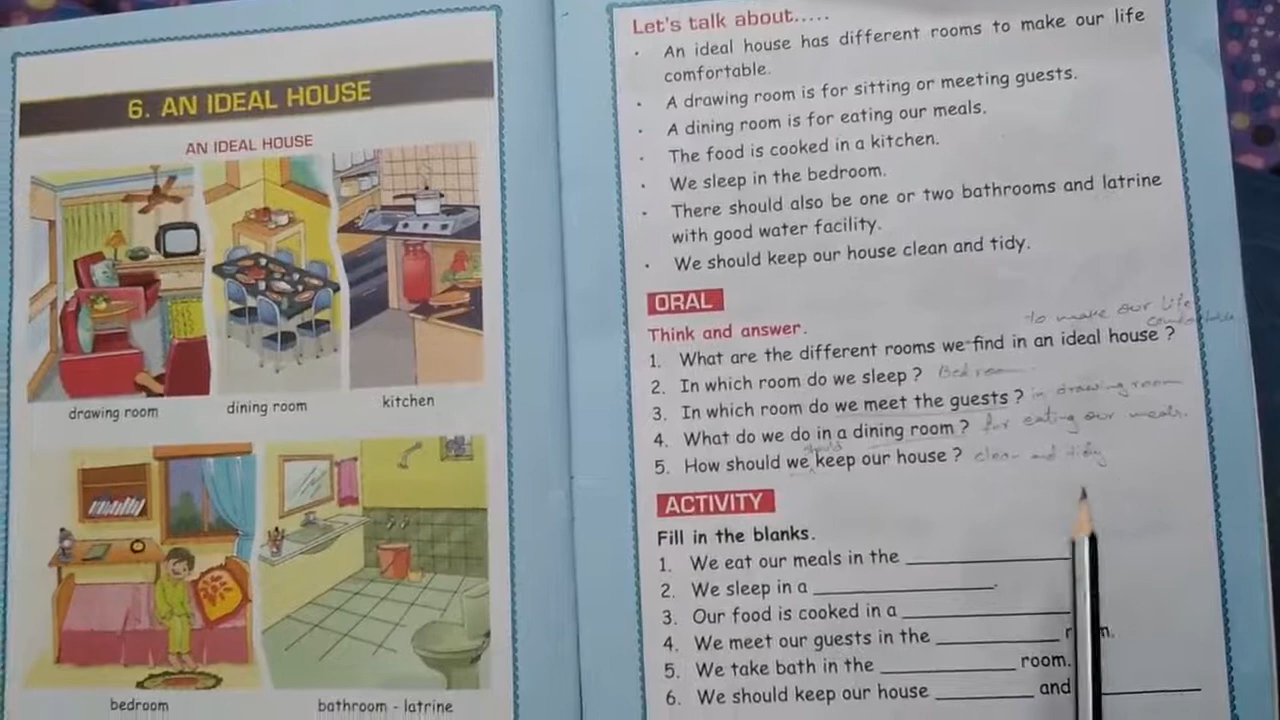 6. AN IDEAL HOUSE
AN IDEAL HOUSE
drawing room
dining room
kitchen
bedroom
bathroom - latrine
Let's talk about.....
• An ideal house has different rooms to make our life
comfortable.
• A drawing room is for sitting or meeting guests.
• A dining room is for eating our meals.
• The food is cooked in a kitchen.
• We sleep in the bedroom.
• There should also be one or two bathrooms and latrine
with good water facility.
• We should keep our house clean and tidy.
ORAL
Think and answer.
to make our life
comfortable
1. What are the different rooms we find in an ideal house ?
2. In which room do we sleep ? Bed room
3. In which room do we meet the guests ? in drawing room
4. What do we do in a dining room ? for eating our meals.
should
5. How should we keep our house ? clean and tidy
ACTIVITY
Fill in the blanks.
1. We eat our meals in the __________
2. We sleep in a __________.
3. Our food is cooked in a __________
4. We meet our guests in the __________ r m.
5. We take bath in the __________ room.
6. We should keep our house __________ and __________